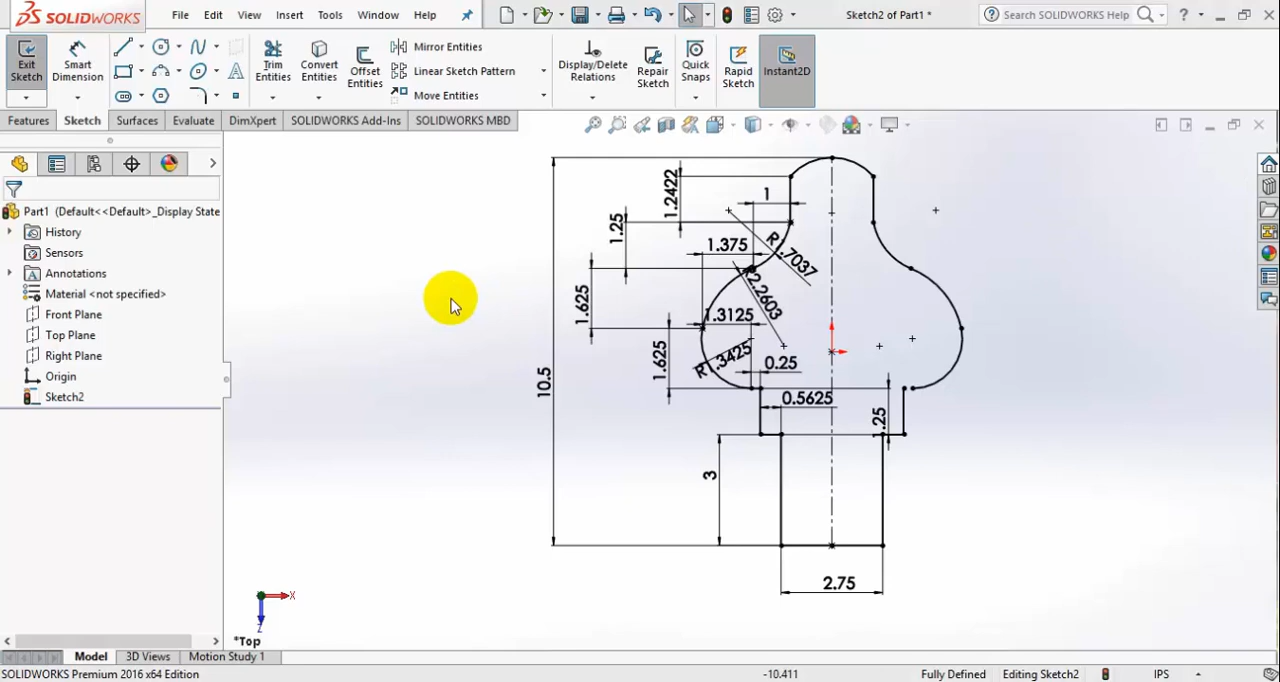 SOLIDWORKS File Edit View Insert Tools Window Help Sketch2 of Part1 * Search SOLIDWORKS Help ?
Exit Sketch
Smart Dimension
Trim Entities
Convert Entities
Offset Entities
Mirror Entities
Linear Sketch Pattern
Move Entities
Display/Delete Relations
Repair Sketch
Quick Snaps
Rapid Sketch
Instant2D
Features Sketch Surfaces Evaluate DimXpert SOLIDWORKS Add-Ins SOLIDWORKS MBD
Part1 (Default<<Default>_Display State
History
Sensors
Annotations
Material <not specified>
Front Plane
Top Plane
Right Plane
Origin
Sketch2
1.2422
1
1.25
1.375
R1.7037
1.625
R2.2603
1.3125
1.625
R1.3425
0.25
10.5
0.5625
1.25
3
2.75
X
Z
*Top
Model 3D Views Motion Study 1
SOLIDWORKS Premium 2016 x64 Edition -10.411 Fully Defined Editing Sketch2 IPS